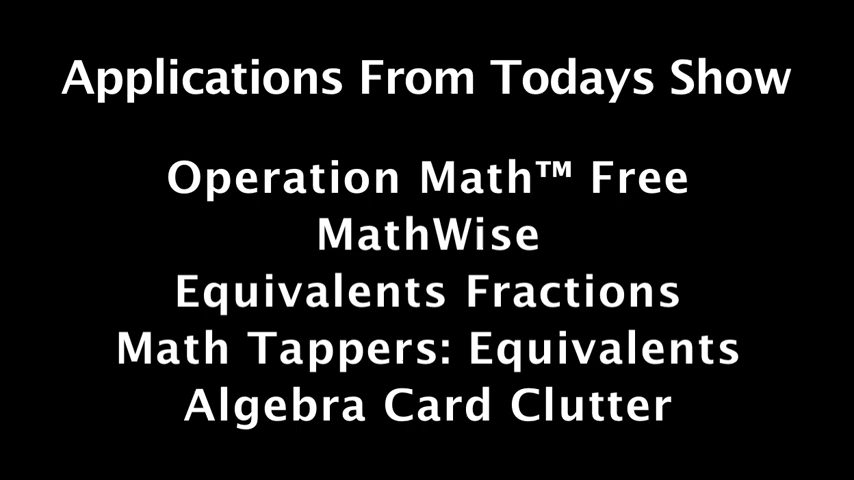 Applications From Todays Show
Operation Math™ Free
MathWise
Equivalents Fractions
Math Tappers: Equivalents
Algebra Card Clutter